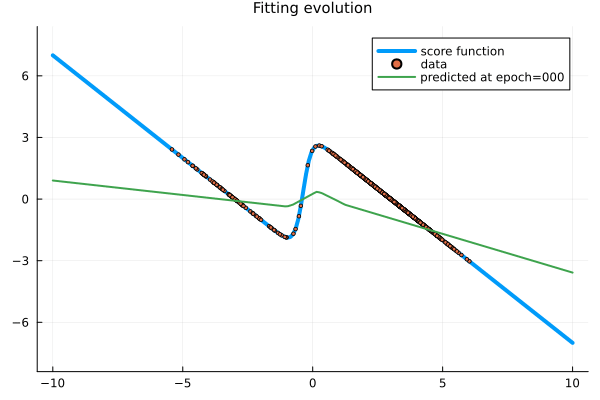 Fitting evolution
score function
data
predicted at epoch=000
6
3
0
−3
−6
−10
−5
0
5
10